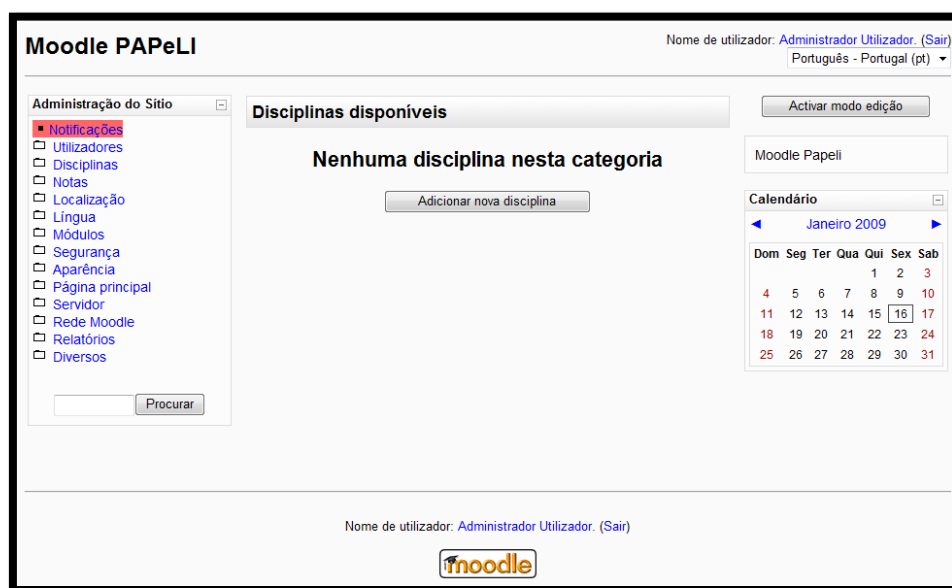 Moodle PAPeLI
Nome de utilizador: Administrador Utilizador. (Sair)
Português - Portugal (pt)
Administração do Sítio
Notificações
Utilizadores
Disciplinas
Notas
Localização
Língua
Módulos
Segurança
Aparência
Página principal
Servidor
Rede Moodle
Relatórios
Diversos
Procurar
Disciplinas disponíveis
Nenhuma disciplina nesta categoria
Adicionar nova disciplina
Activar modo edição
Moodle Papeli
Calendário
Janeiro 2009
Dom Seg Ter Qua Qui Sex Sab
1 2 3
4 5 6 7 8 9 10
11 12 13 14 15 16 17
18 19 20 21 22 23 24
25 26 27 28 29 30 31
Nome de utilizador: Administrador Utilizador. (Sair)
moodle